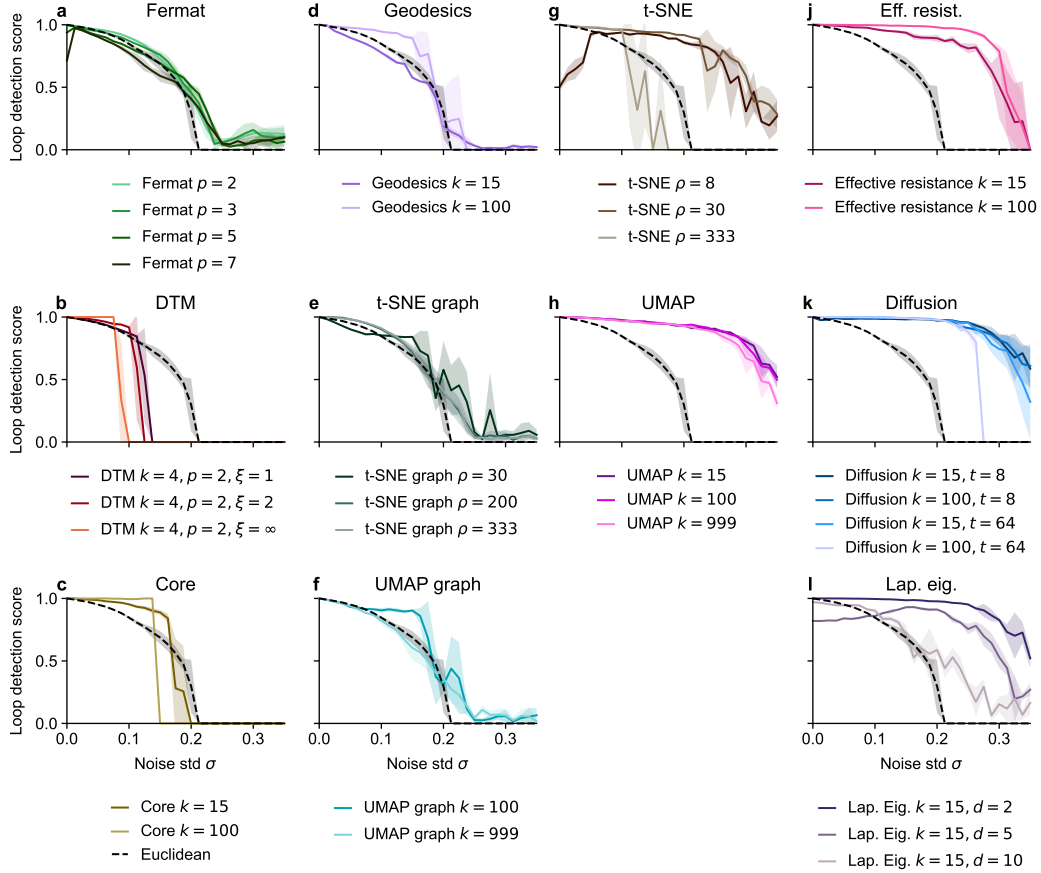 a Fermat
d Geodesics
g t-SNE
j Eff. resist.
Loop detection score
1.0
0.5
0.0
Fermat p = 2
Fermat p = 3
Fermat p = 5
Fermat p = 7
Geodesics k = 15
Geodesics k = 100
t-SNE ρ = 8
t-SNE ρ = 30
t-SNE ρ = 333
Effective resistance k = 15
Effective resistance k = 100
b DTM
e t-SNE graph
h UMAP
k Diffusion
Loop detection score
1.0
0.5
0.0
DTM k = 4, p = 2, ξ = 1
DTM k = 4, p = 2, ξ = 2
DTM k = 4, p = 2, ξ = ∞
t-SNE graph ρ = 30
t-SNE graph ρ = 200
t-SNE graph ρ = 333
UMAP k = 15
UMAP k = 100
UMAP k = 999
Diffusion k = 15, t = 8
Diffusion k = 100, t = 8
Diffusion k = 15, t = 64
Diffusion k = 100, t = 64
c Core
f UMAP graph
l Lap. eig.
Loop detection score
1.0
0.5
0.0
0.0 0.1 0.2 0.3
Noise std σ
0.0 0.1 0.2 0.3
Noise std σ
0.0 0.1 0.2 0.3
Noise std σ
Core k = 15
Core k = 100
Euclidean
UMAP graph k = 100
UMAP graph k = 999
Lap. Eig. k = 15, d = 2
Lap. Eig. k = 15, d = 5
Lap. Eig. k = 15, d = 10